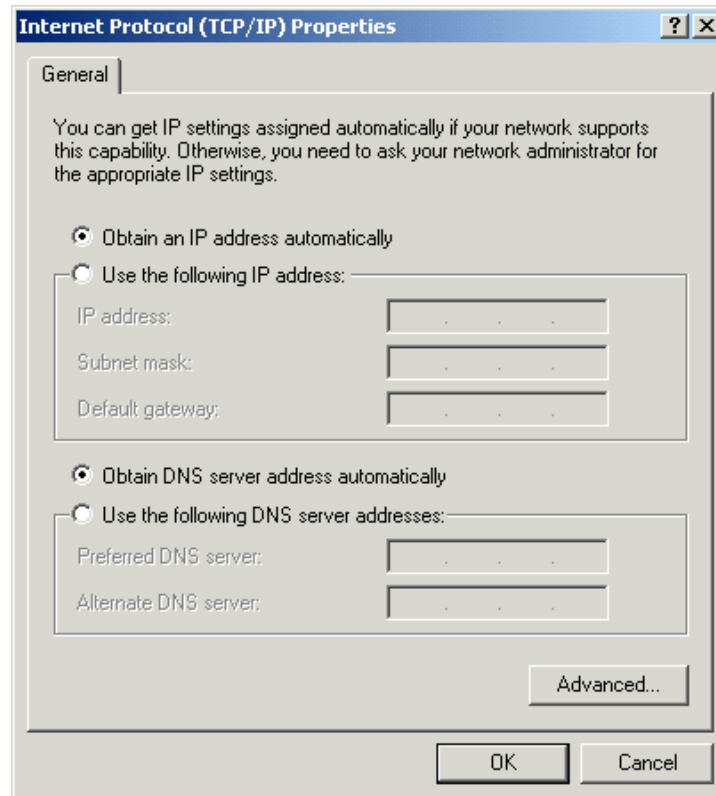 Internet Protocol (TCP/IP) Properties
General
You can get IP settings assigned automatically if your network supports
this capability. Otherwise, you need to ask your network administrator for
the appropriate IP settings.
Obtain an IP address automatically
Use the following IP address:
IP address:
Subnet mask:
Default gateway:
Obtain DNS server address automatically
Use the following DNS server addresses:
Preferred DNS server:
Alternate DNS server:
Advanced...
OK Cancel